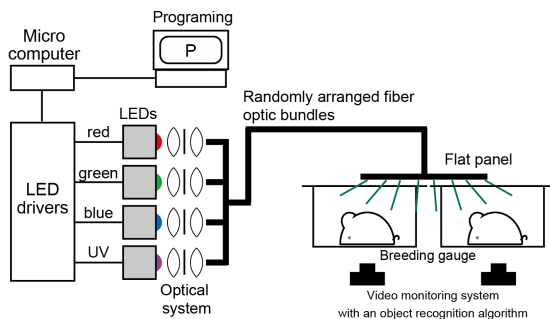 Programing
P
Micro
computer
LEDs
red
green
blue
UV
LED
drivers
Optical
system
Randomly arranged fiber
optic bundles
Flat panel
Breeding gauge
Video monitoring system
with an object recognition algorithm